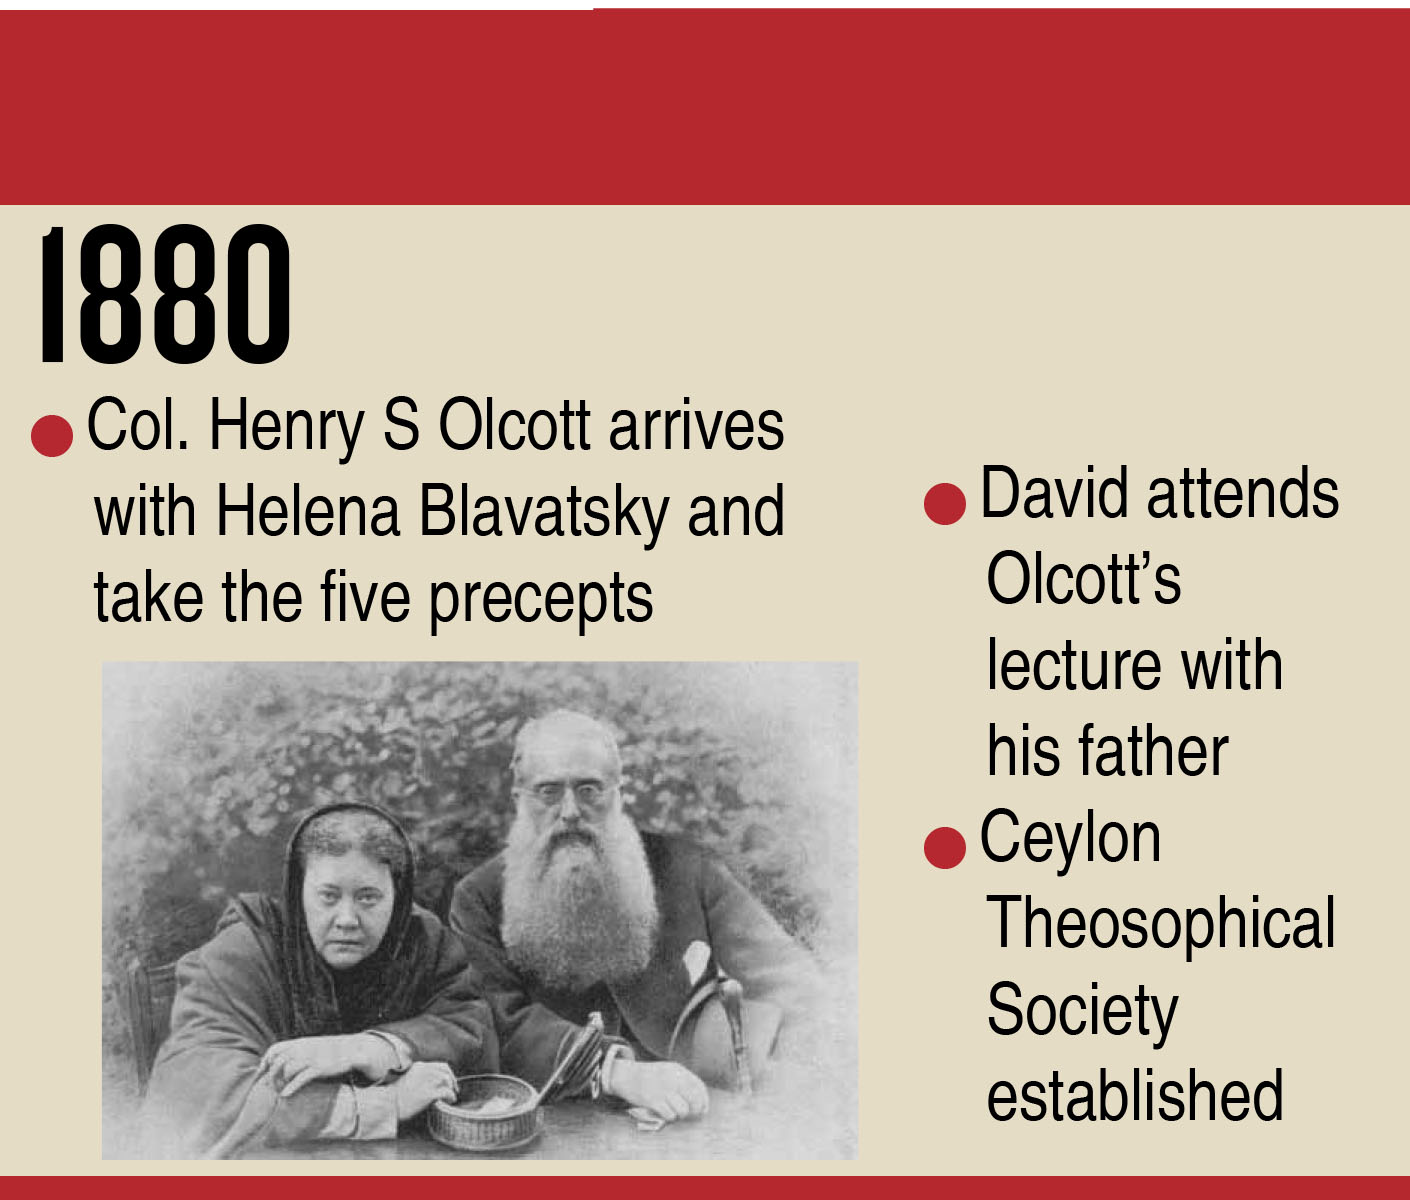 1880
Col. Henry S Olcott arrives
with Helena Blavatsky and
take the five precepts
David attends
Olcott’s
lecture with
his father
Ceylon
Theosophical
Society
established